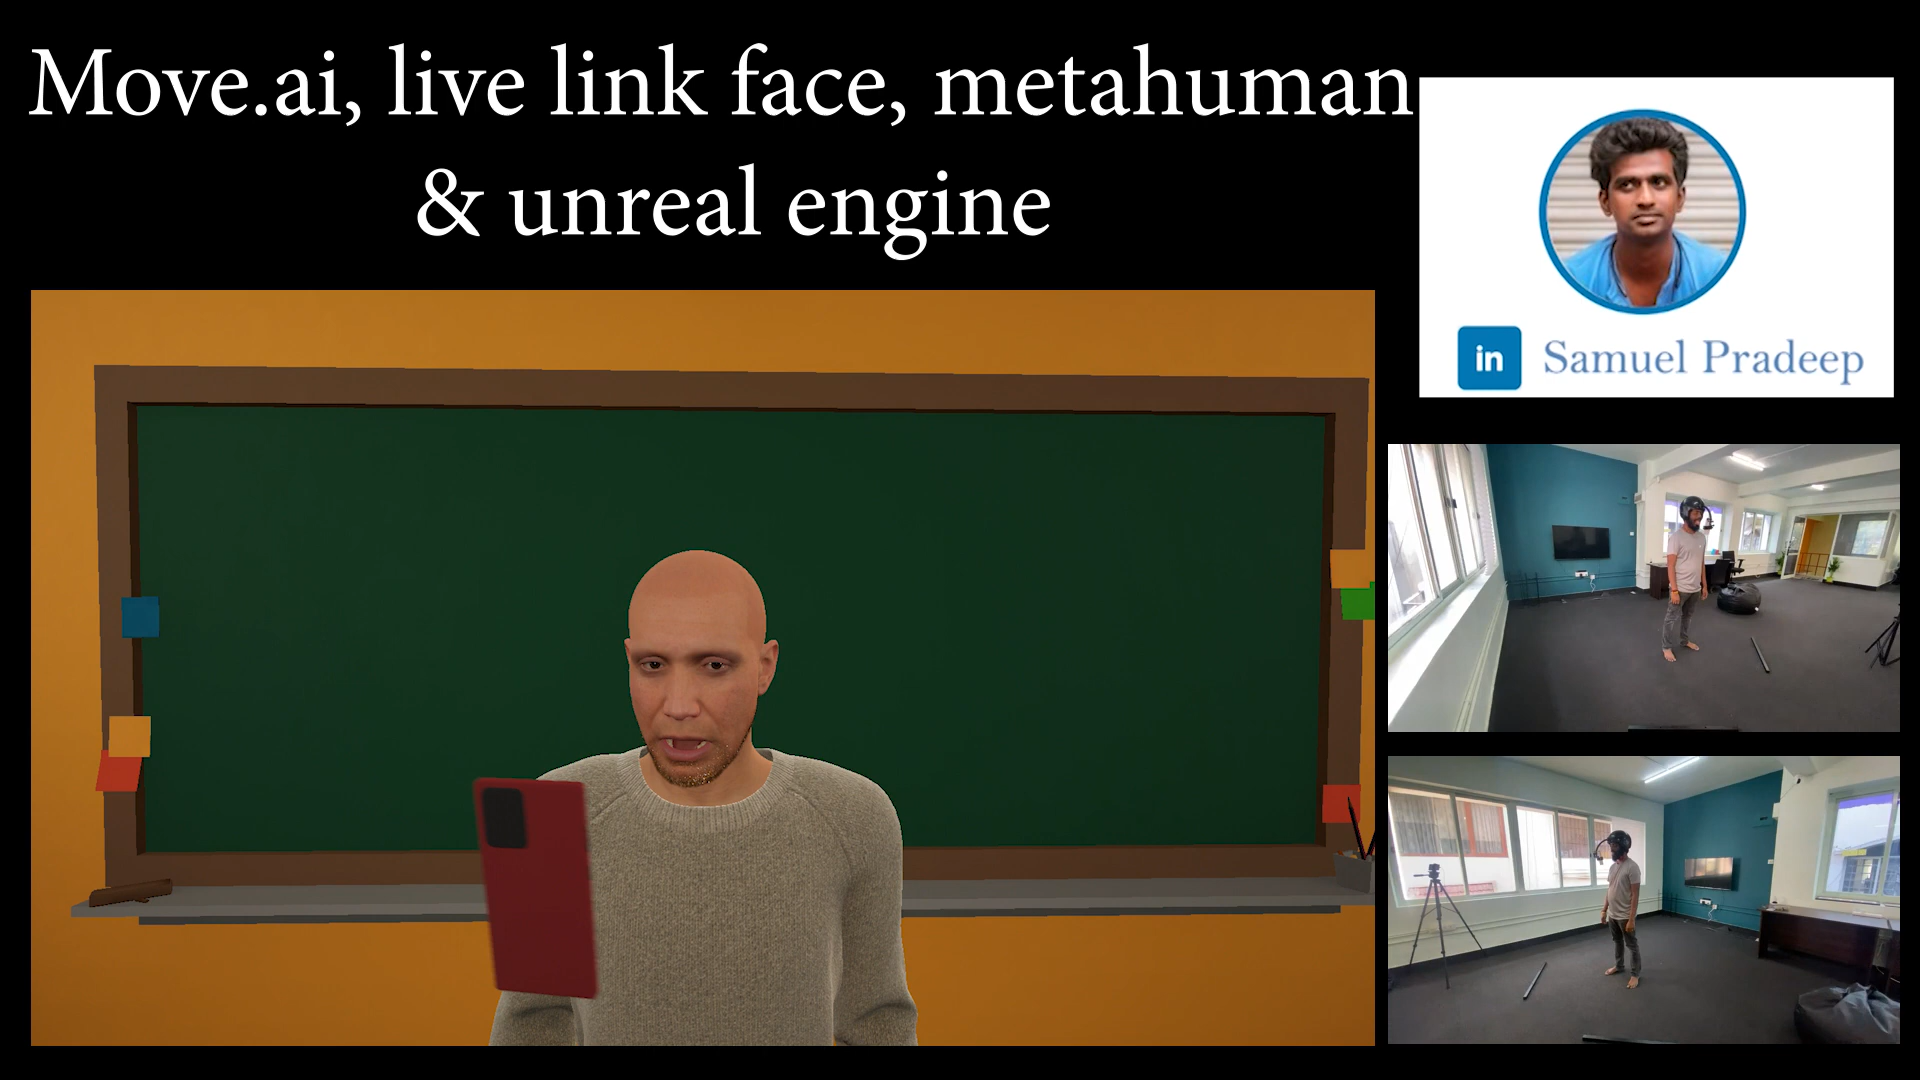 Move.ai, live link face, metahuman
& unreal engine
in Samuel Pradeep